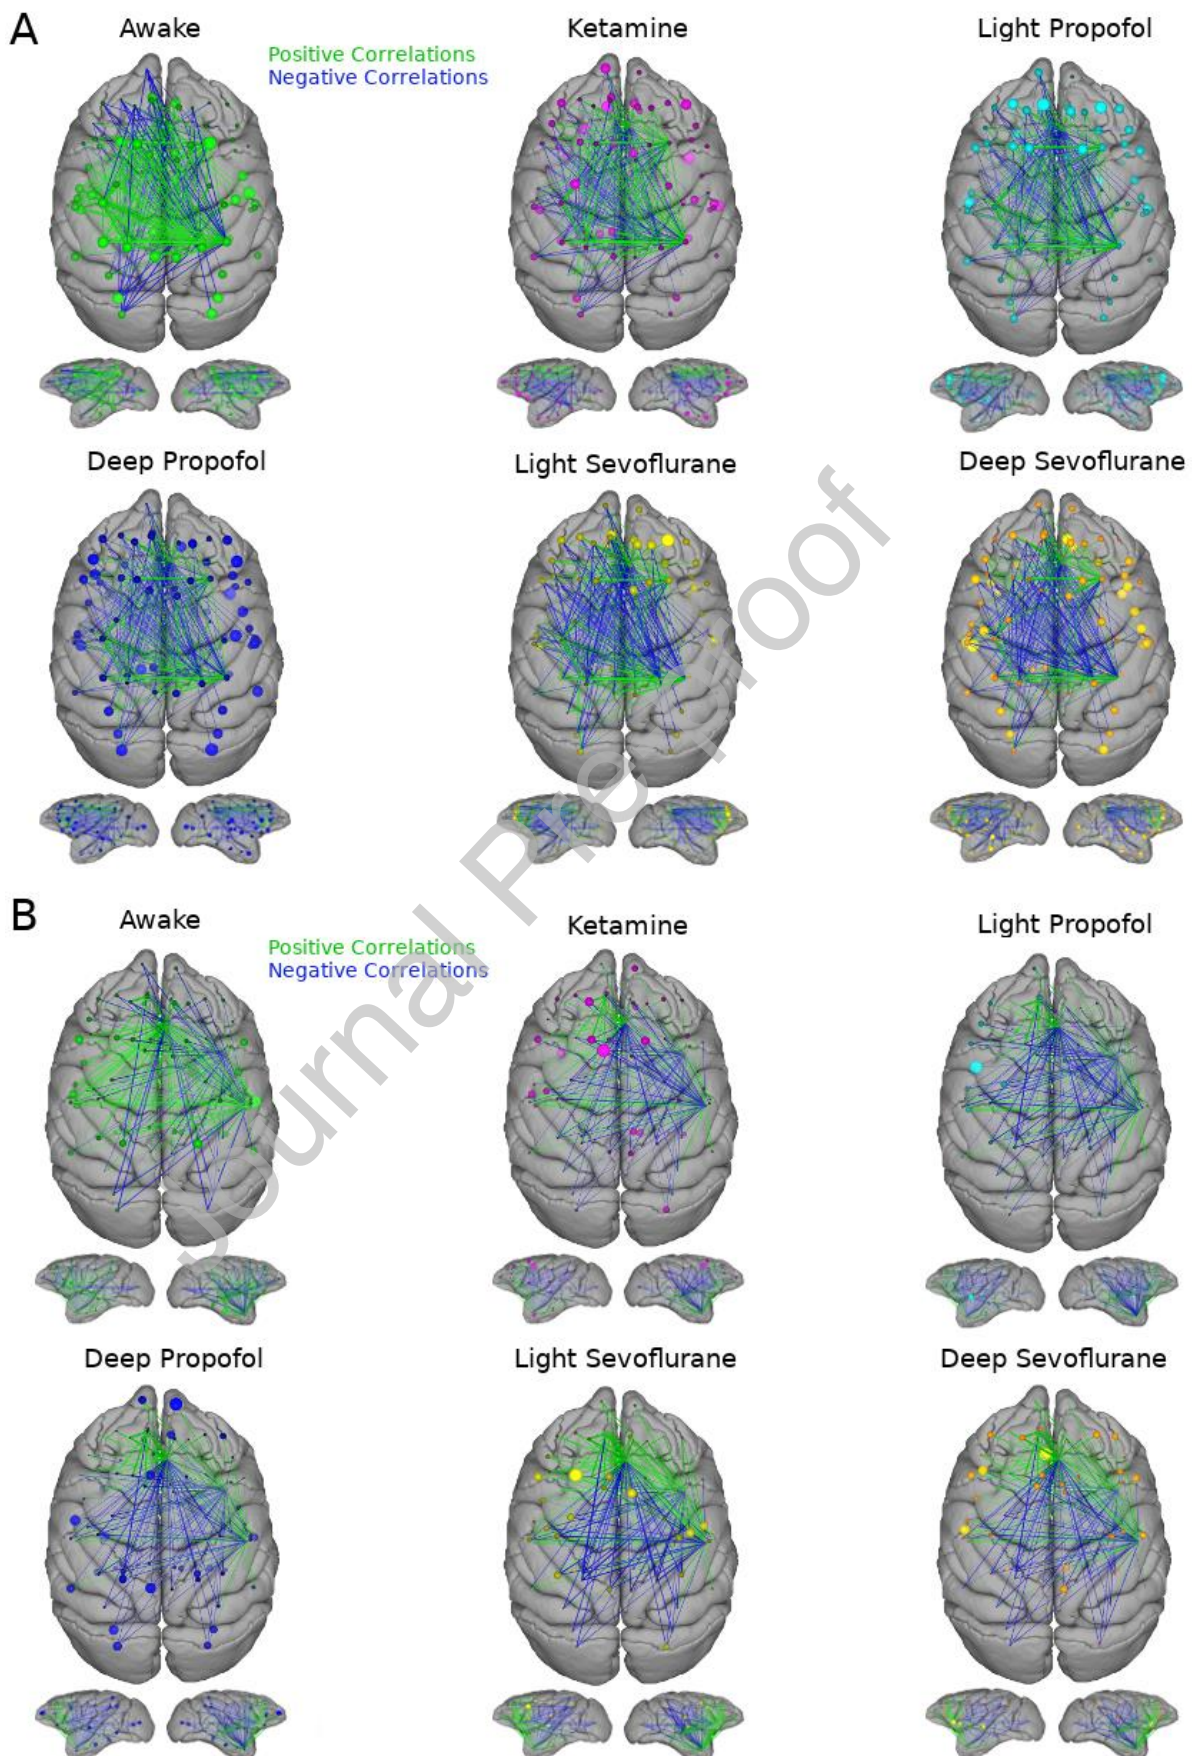 A
Awake
Ketamine
Light Propofol
Positive Correlations
Negative Correlations
Deep Propofol
Light Sevoflurane
Deep Sevoflurane
Journal Pre-proof
B
Awake
Ketamine
Light Propofol
Positive Correlations
Negative Correlations
Deep Propofol
Light Sevoflurane
Deep Sevoflurane